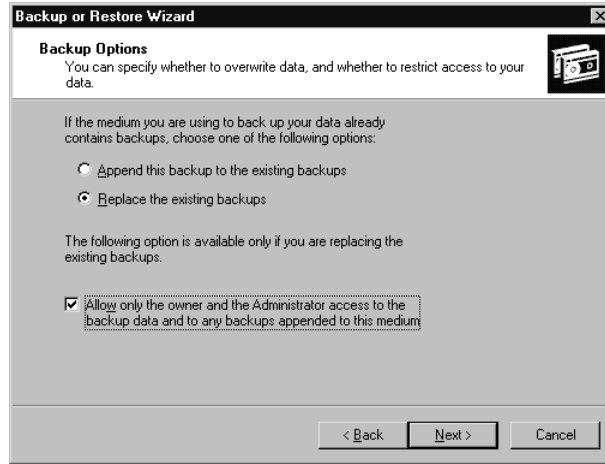 Backup or Restore Wizard
Backup Options
You can specify whether to overwrite data, and whether to restrict access to your
data.
If the medium you are using to back up your data already
contains backups, choose one of the following options:
Append this backup to the existing backups
Replace the existing backups
The following option is available only if you are replacing the
existing backups.
Allow only the owner and the Administrator access to the
backup data and to any backups appended to this medium
< Back Next > Cancel